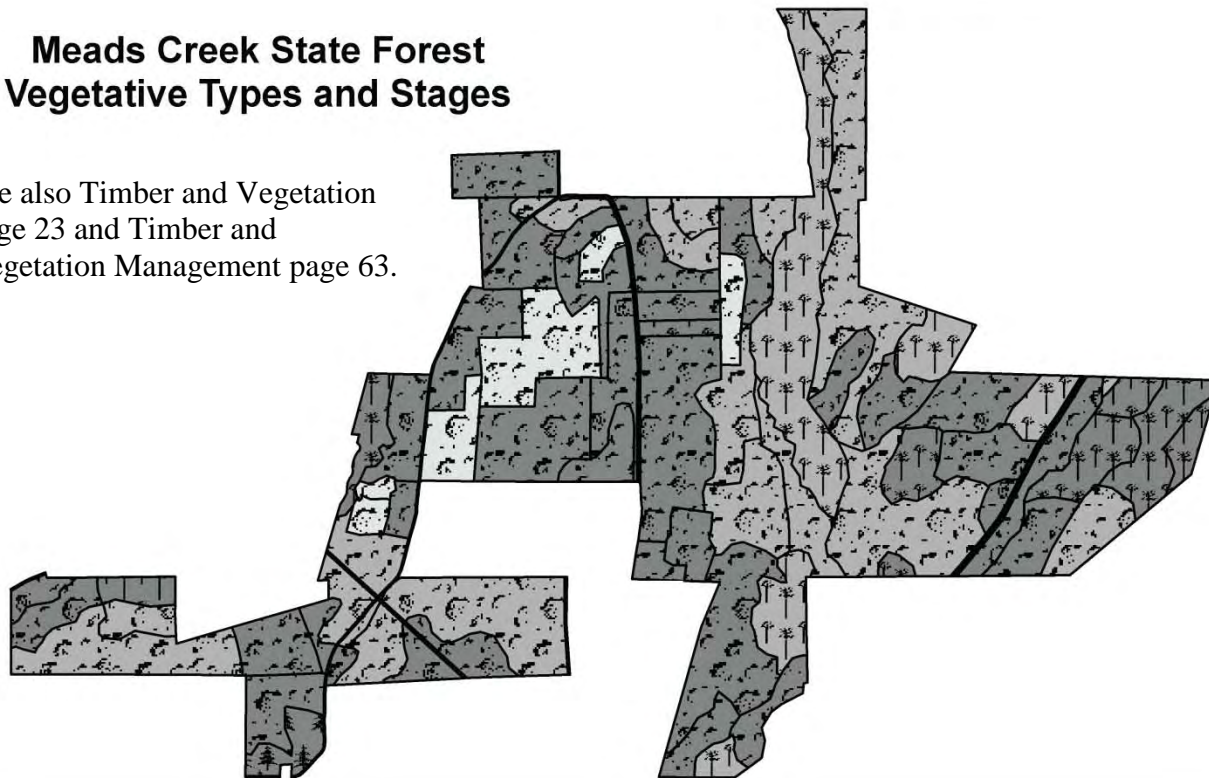 Meads Creek State Forest
Vegetative Types and Stages
e also Timber and Vegetation
ge 23 and Timber and
egetation Management page 63.